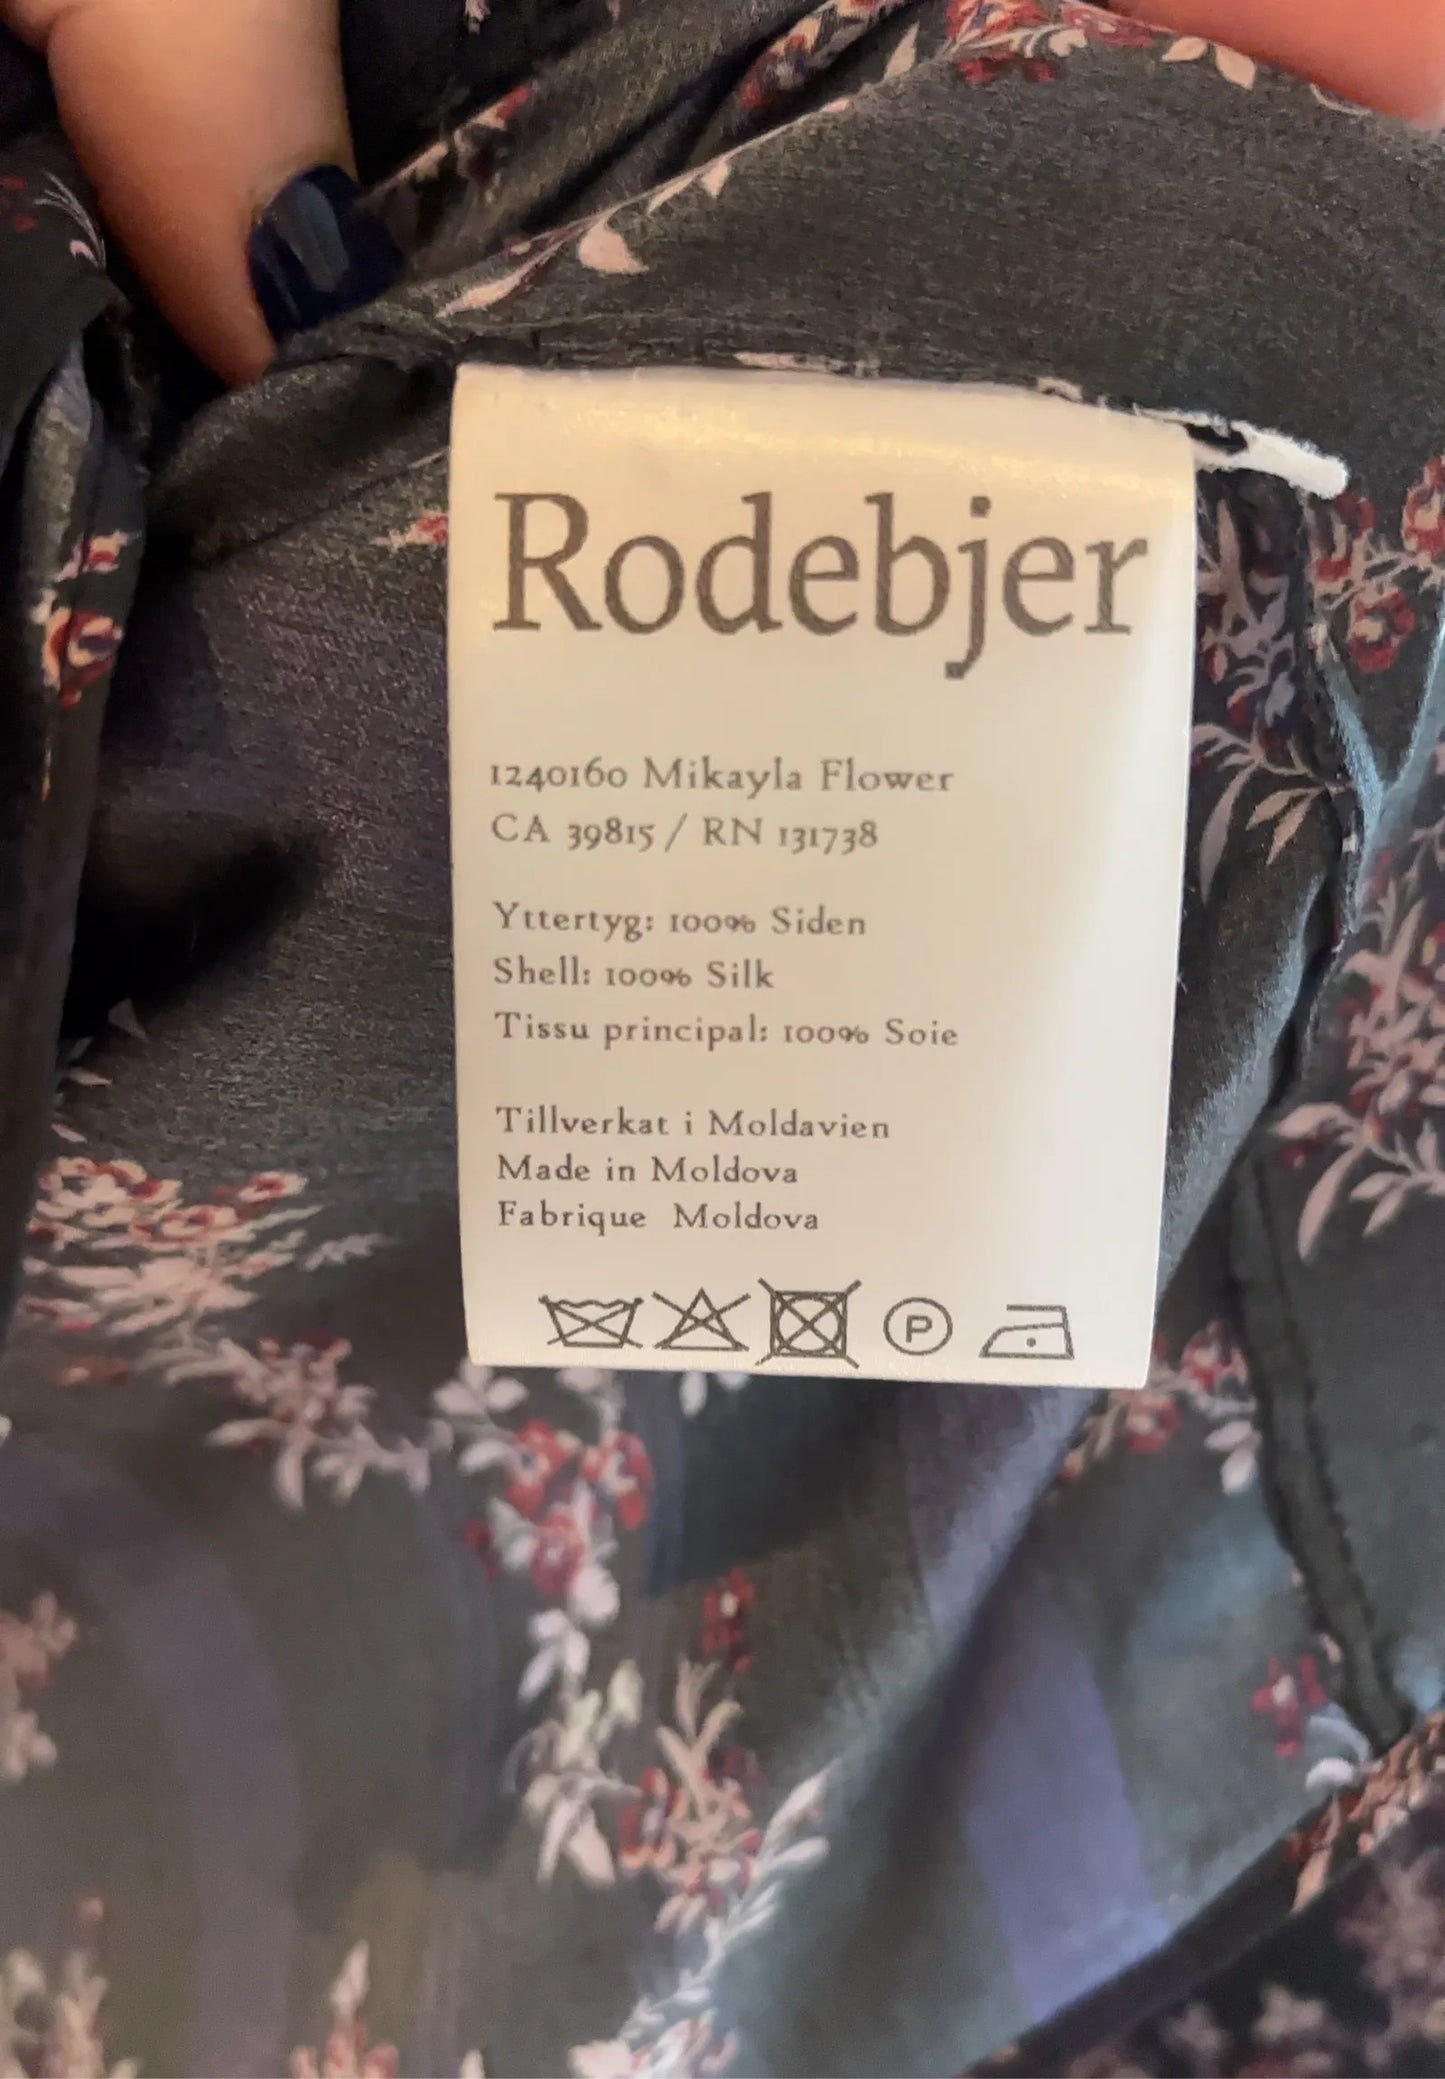 Rodebjer
1240160 Mikayla Flower
CA 39815 / RN 131738
Yttertyg: 100% Siden
Shell: 100% Silk
Tissu principal: 100% Soie
Tillverkat i Moldavien
Made in Moldova
Fabrique Moldova
P